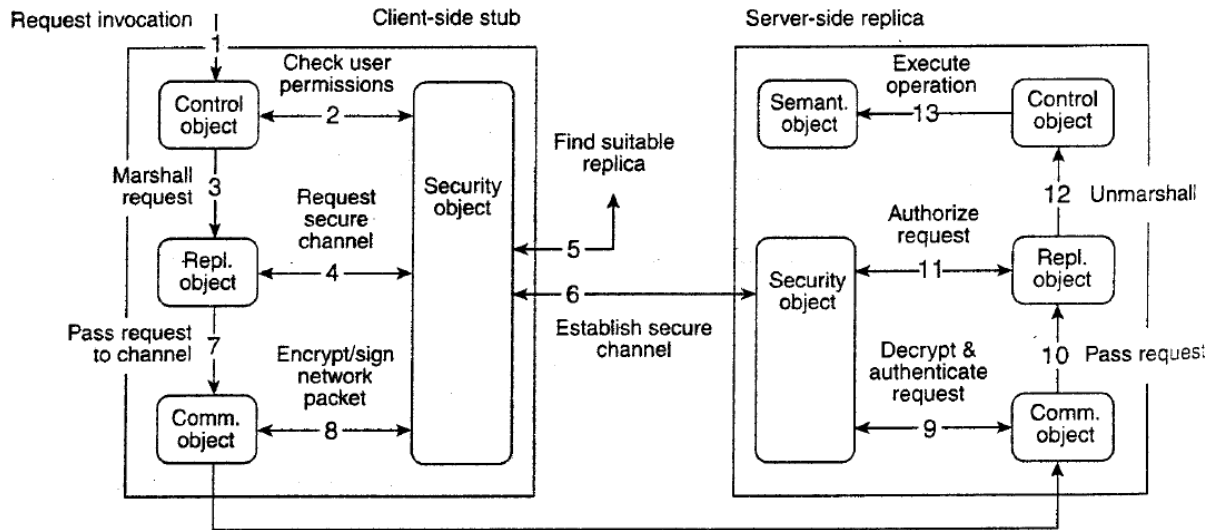 Request invocation
Client-side stub
Server-side replica
1
Check user
permissions
Execute
operation
Control
object
2
Semant.
object
13
Control
object
Find suitable
replica
Marshall
request
3
Security
object
12
Unmarshall
Request
secure
channel
Authorize
request
5
Repl.
object
4
Security
object
11
Repl.
object
6
Establish secure
channel
Pass request
to channel
7
Encrypt/sign
network
packet
Decrypt &
authenticate
request
10
Pass request
Comm.
object
8
9
Comm.
object